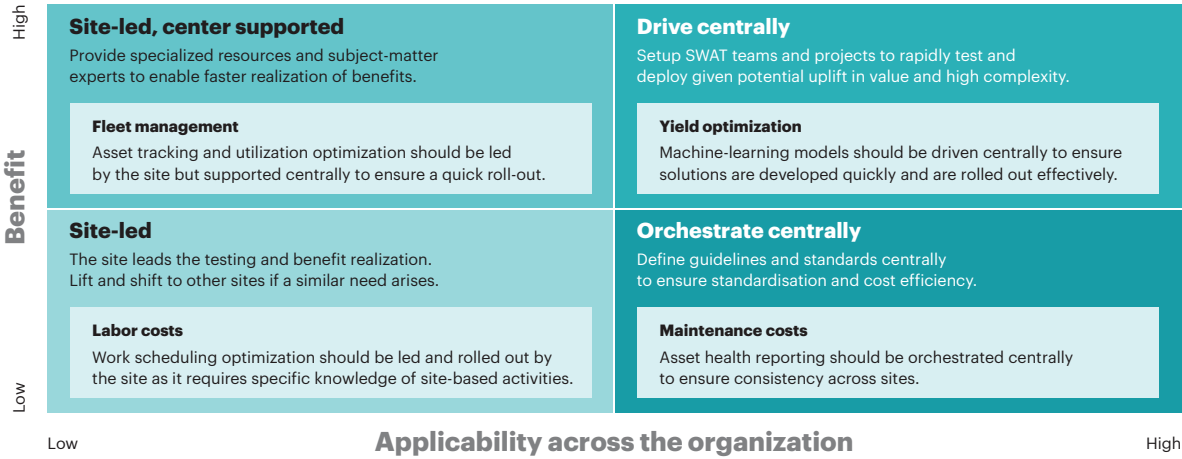 High
Benefit
Low
Site-led, center supported
Provide specialized resources and subject-matter
experts to enable faster realization of benefits.
Fleet management
Asset tracking and utilization optimization should be led
by the site but supported centrally to ensure a quick roll-out.
Drive centrally
Setup SWAT teams and projects to rapidly test and
deploy given potential uplift in value and high complexity.
Yield optimization
Machine-learning models should be driven centrally to ensure
solutions are developed quickly and are rolled out effectively.
Site-led
The site leads the testing and benefit realization.
Lift and shift to other sites if a similar need arises.
Labor costs
Work scheduling optimization should be led and rolled out by
the site as it requires specific knowledge of site-based activities.
Orchestrate centrally
Define guidelines and standards centrally
to ensure standardisation and cost efficiency.
Maintenance costs
Asset health reporting should be orchestrated centrally
to ensure consistency across sites.
Low
Applicability across the organization
High